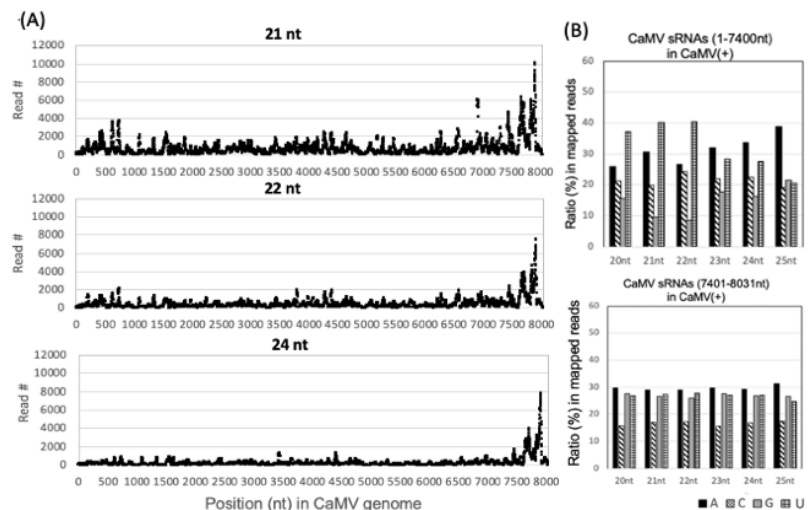 (A)
21 nt
12000
10000
8000
6000
4000
2000
0
Read #
0 500 1000 1500 2000 2500 3000 3500 4000 4500 5000 5500 6000 6500 7000 7500 8000
22 nt
12000
10000
8000
6000
4000
2000
0
Read #
0 500 1000 1500 2000 2500 3000 3500 4000 4500 5000 5500 6000 6500 7000 7500 8000
24 nt
12000
10000
8000
6000
4000
2000
0
Read #
0 500 1000 1500 2000 2500 3000 3500 4000 4500 5000 5500 6000 6500 7000 7500 8000
Position (nt) in CaMV genome
(B)
CaMV sRNAs (1-7400nt)
in CaMV(+)
60
50
40
30
20
10
0
Ratio (%) in mapped reads
20nt 21nt 22nt 23nt 24nt 25nt
CaMV sRNAs (7401-8031nt)
in CaMV(+)
60
50
40
30
20
10
0
Ratio (%) in mapped reads
20nt 21nt 22nt 23nt 24nt 25nt
A C G U